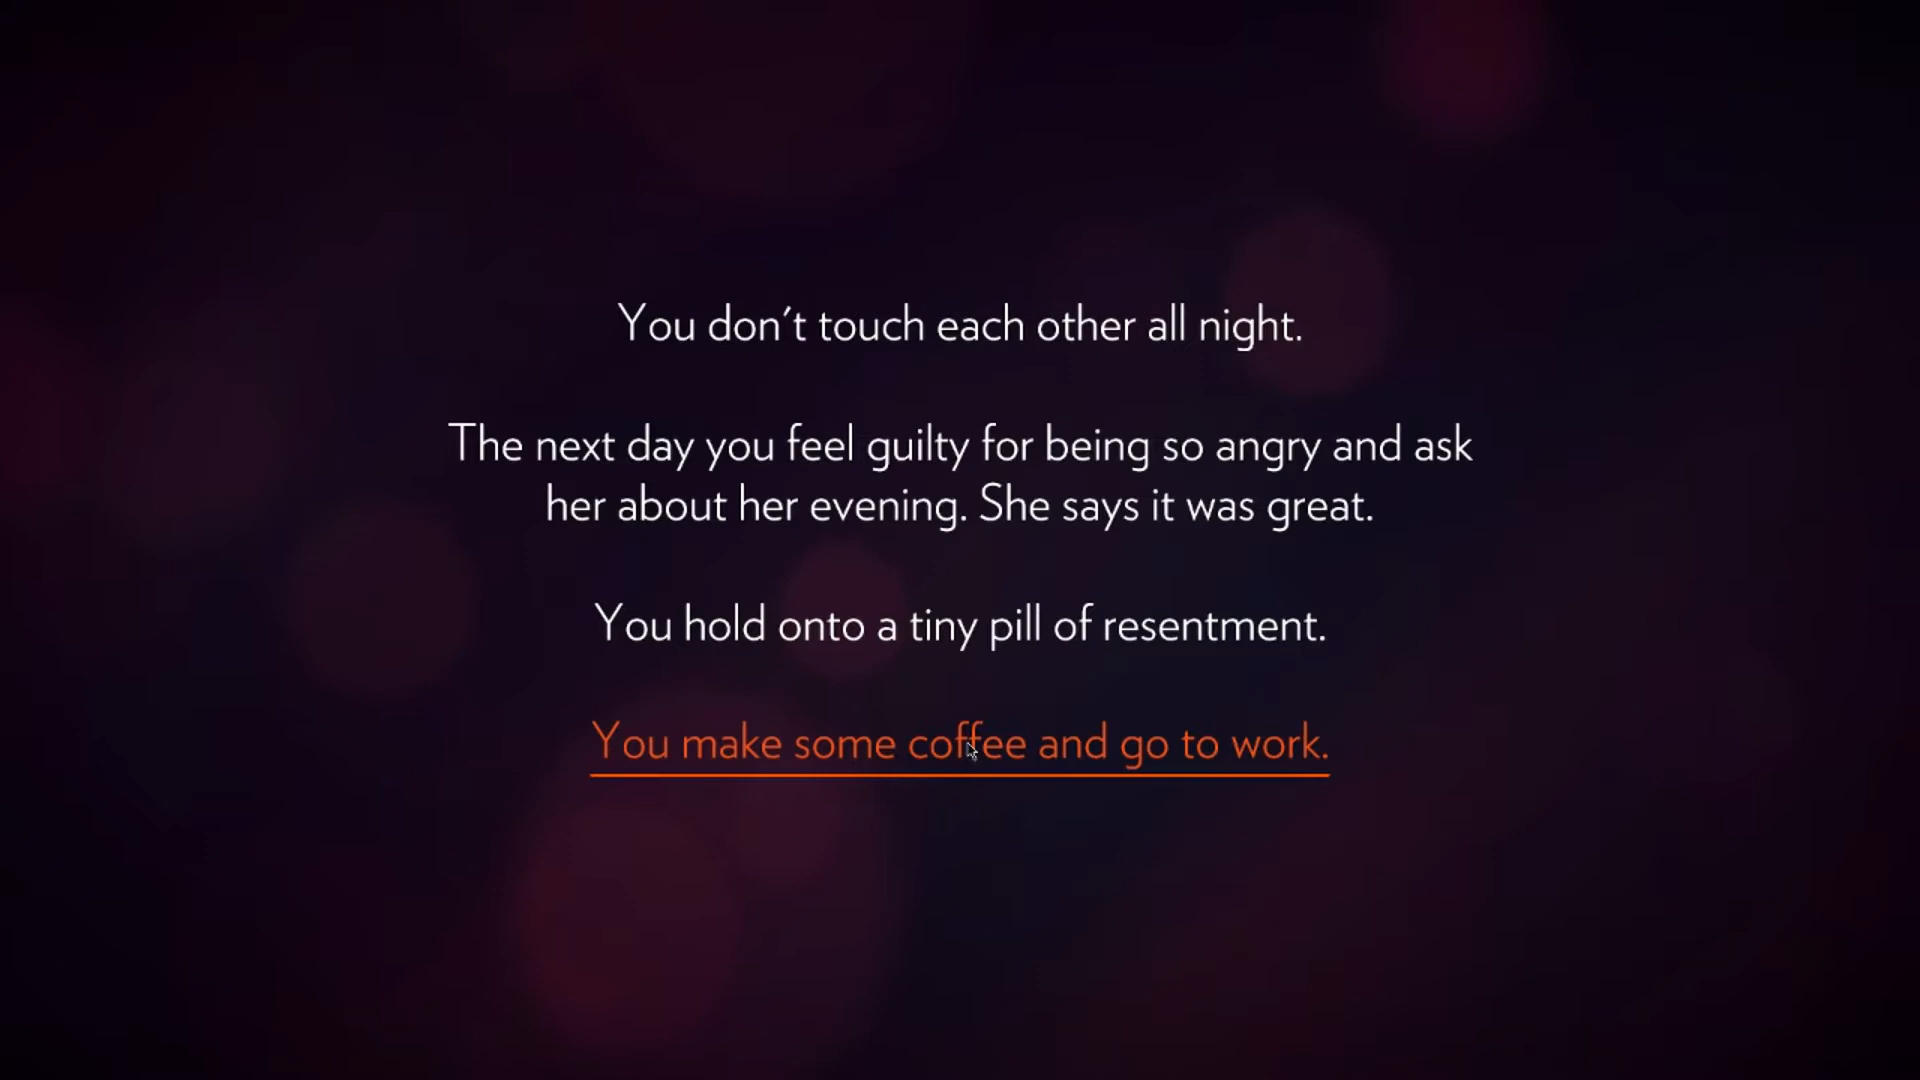 You don't touch each other all night.
The next day you feel guilty for being so angry and ask
her about her evening. She says it was great.
You hold onto a tiny pill of resentment.
You make some coffee and go to work.